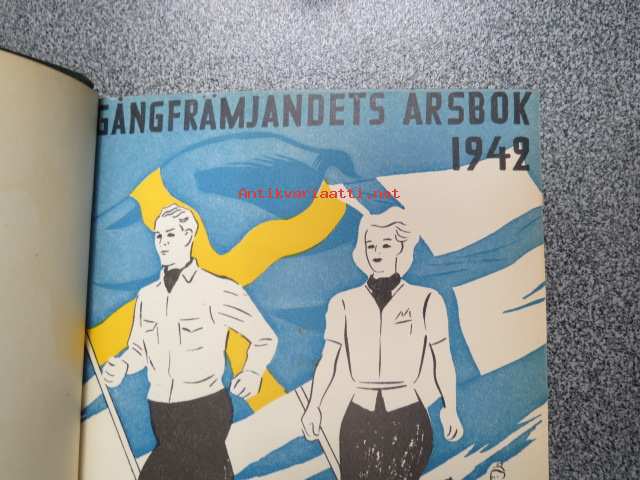 GÅNGFRÄMJANDETS ÅRSBOK
1942
Antikvariaatti.net